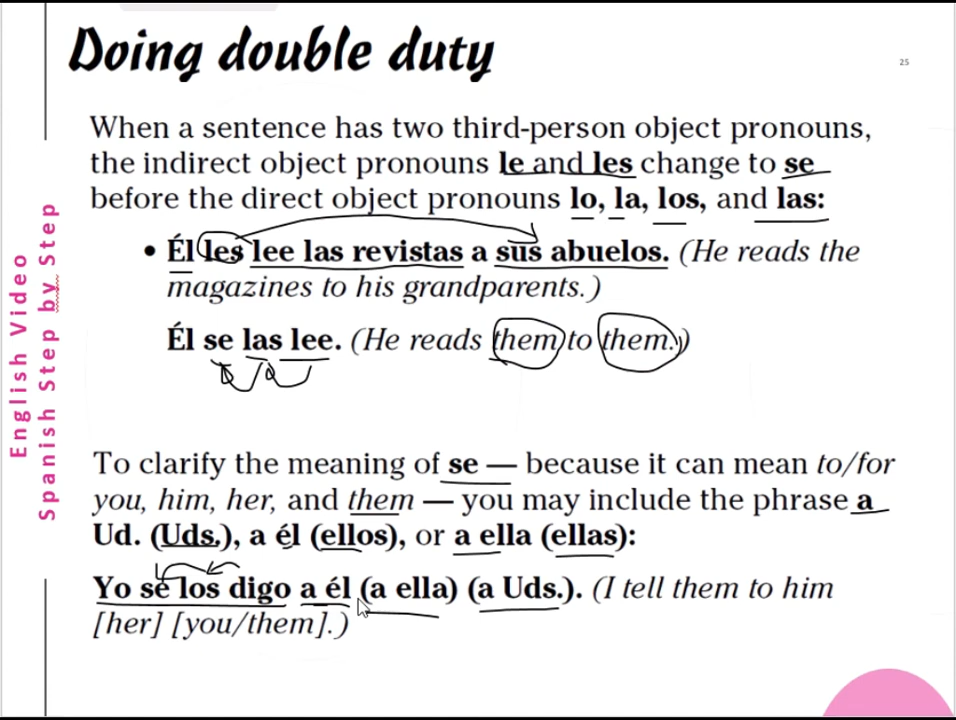 Doing double duty
25
When a sentence has two third-person object pronouns,
the indirect object pronouns le and les change to se
before the direct object pronouns lo, la, los, and las:
• Él les lee las revistas a sus abuelos. (He reads the
magazines to his grandparents.)
Él se las lee. (He reads them to them.)
To clarify the meaning of se — because it can mean to/for
you, him, her, and them — you may include the phrase a
Ud. (Uds.), a él (ellos), or a ella (ellas):
Yo se los digo a él (a ella) (a Uds.). (I tell them to him
[her] [you/them].)
English Video
Spanish Step by Step